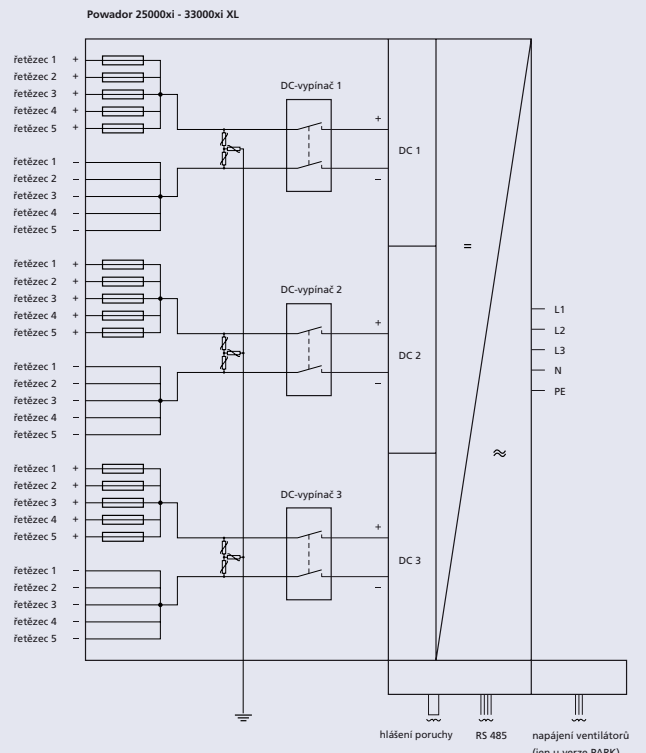 Powador 25000xi - 33000xi XL
řetězec 1 +
řetězec 2 +
řetězec 3 +
řetězec 4 +
řetězec 5 +
DC-vypínač 1
+
DC 1
řetězec 1 –
řetězec 2 –
řetězec 3 –
řetězec 4 –
řetězec 5 –
–
=
řetězec 1 +
řetězec 2 +
řetězec 3 +
řetězec 4 +
řetězec 5 +
DC-vypínač 2
+
DC 2
řetězec 1 –
řetězec 2 –
řetězec 3 –
řetězec 4 –
řetězec 5 –
–
L1
L2
L3
N
PE
≈
řetězec 1 +
řetězec 2 +
řetězec 3 +
řetězec 4 +
řetězec 5 +
DC-vypínač 3
+
DC 3
řetězec 1 –
řetězec 2 –
řetězec 3 –
řetězec 4 –
řetězec 5 –
–
hlášení poruchy
RS 485
napájení ventilátorů
(jen u verze PARK)